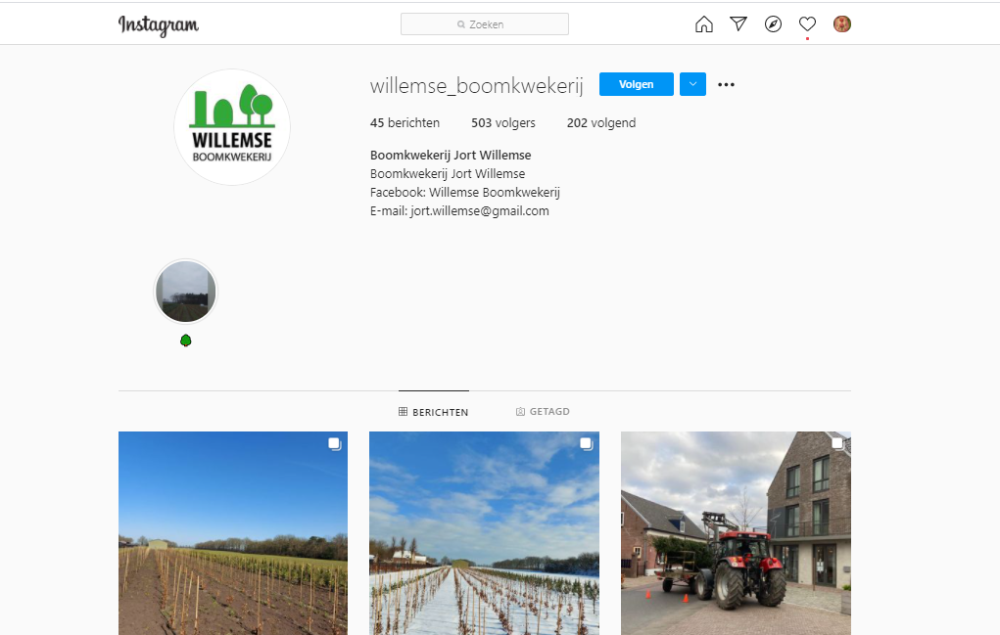 Instagram
Zoeken
willemse_boomkwekerij
Volgen
45 berichten 503 volgers 202 volgend
WILLEMSE
BOOMKWEKERIJ
Boomkwekerij Jort Willemse
Boomkwekerij Jort Willemse
Facebook: Willemse Boomkwekerij
E-mail: jort.willemse@gmail.com
BERICHTEN
GETAGD